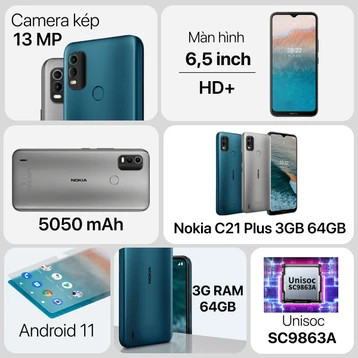 Camera kép
13 MP
Màn hình
6,5 inch
HD+
NOKIA
5050 mAh
Nokia C21 Plus 3GB 64GB
Android 11
NOKIA
3G RAM
64GB
Unisoc
SC9863A
Unisoc
SC9863A